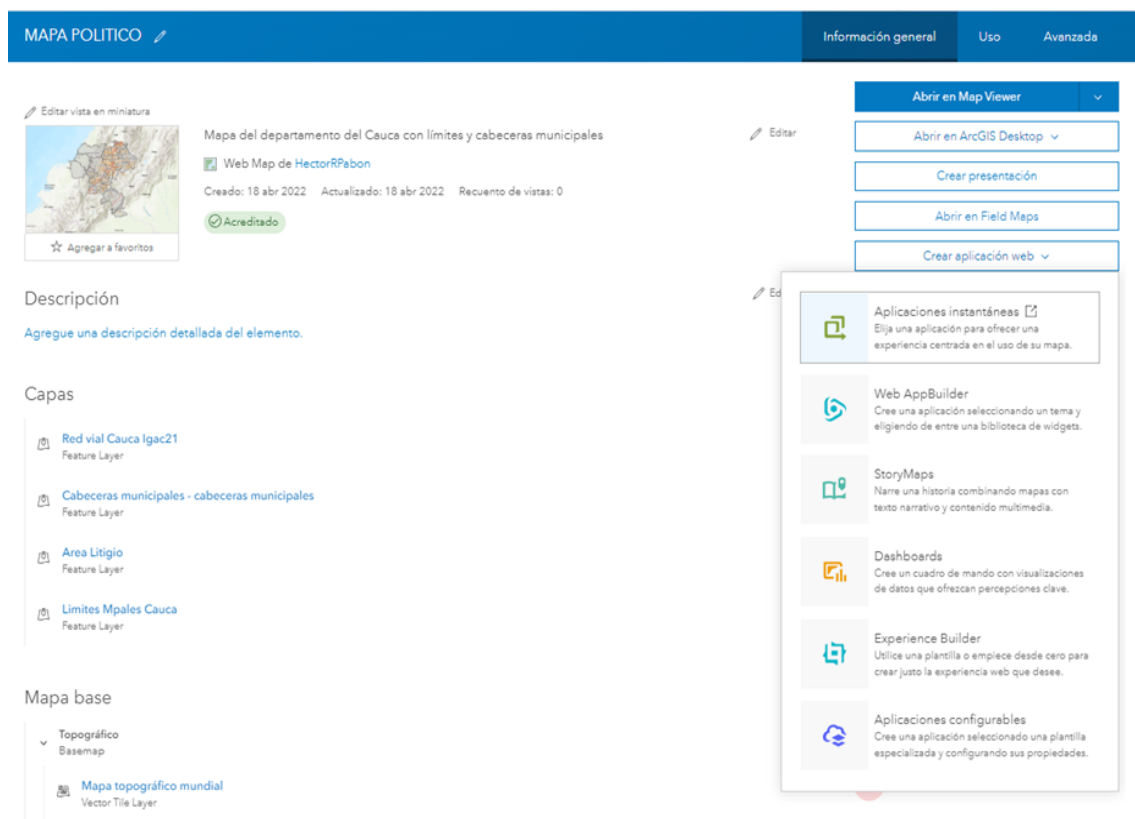 MAPA POLITICO
Información general
Uso
Avanzada
Editar vista en miniatura
Mapa del departamento del Cauca con límites y cabeceras municipales
Editar
Web Map de HectorRPabon
Creado: 18 abr 2022 Actualizado: 18 abr 2022 Recuento de vistas: 0
Acreditado
Agregar a favoritos
Abrir en Map Viewer
Abrir en ArcGIS Desktop
Crear presentación
Abrir en Field Maps
Crear aplicación web
Descripción
Ed
Agregue una descripción detallada del elemento.
Capas
Red vial Cauca Igac21
Feature Layer
Cabeceras municipales - cabeceras municipales
Feature Layer
Area Litigio
Feature Layer
Limites Mpales Cauca
Feature Layer
Mapa base
Topográfico
Basemap
Mapa topográfico mundial
Vector Tile Layer
Aplicaciones instantáneas
Elija una aplicación para ofrecer una
experiencia centrada en el uso de su mapa.
Web AppBuilder
Cree una aplicación seleccionando un tema y
eligiendo de entre una biblioteca de widgets.
StoryMaps
Narre una historia combinando mapas con
texto narrativo y contenido multimedia.
Dashboards
Cree un cuadro de mando con visualizaciones
de datos que ofrezcan percepciones clave.
Experience Builder
Utilice una plantilla o empiece desde cero para
crear justo la experiencia web que desee.
Aplicaciones configurables
Cree una aplicación seleccionado una plantilla
especializada y configurando sus propiedades.